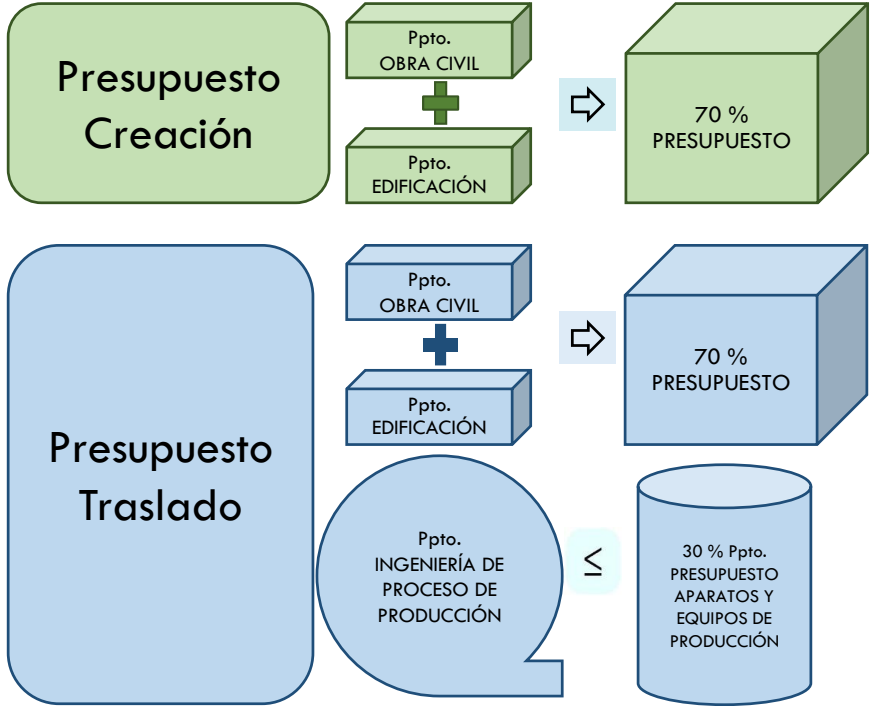 Presupuesto
Creación
Ppto.
OBRA CIVIL
Ppto.
EDIFICACIÓN
70 %
PRESUPUESTO
Presupuesto
Traslado
Ppto.
OBRA CIVIL
Ppto.
EDIFICACIÓN
70 %
PRESUPUESTO
Ppto.
INGENIERÍA DE
PROCESO DE
PRODUCCIÓN
≤
30 % Ppto.
PRESUPUESTO
APARATOS Y
EQUIPOS DE
PRODUCCIÓN